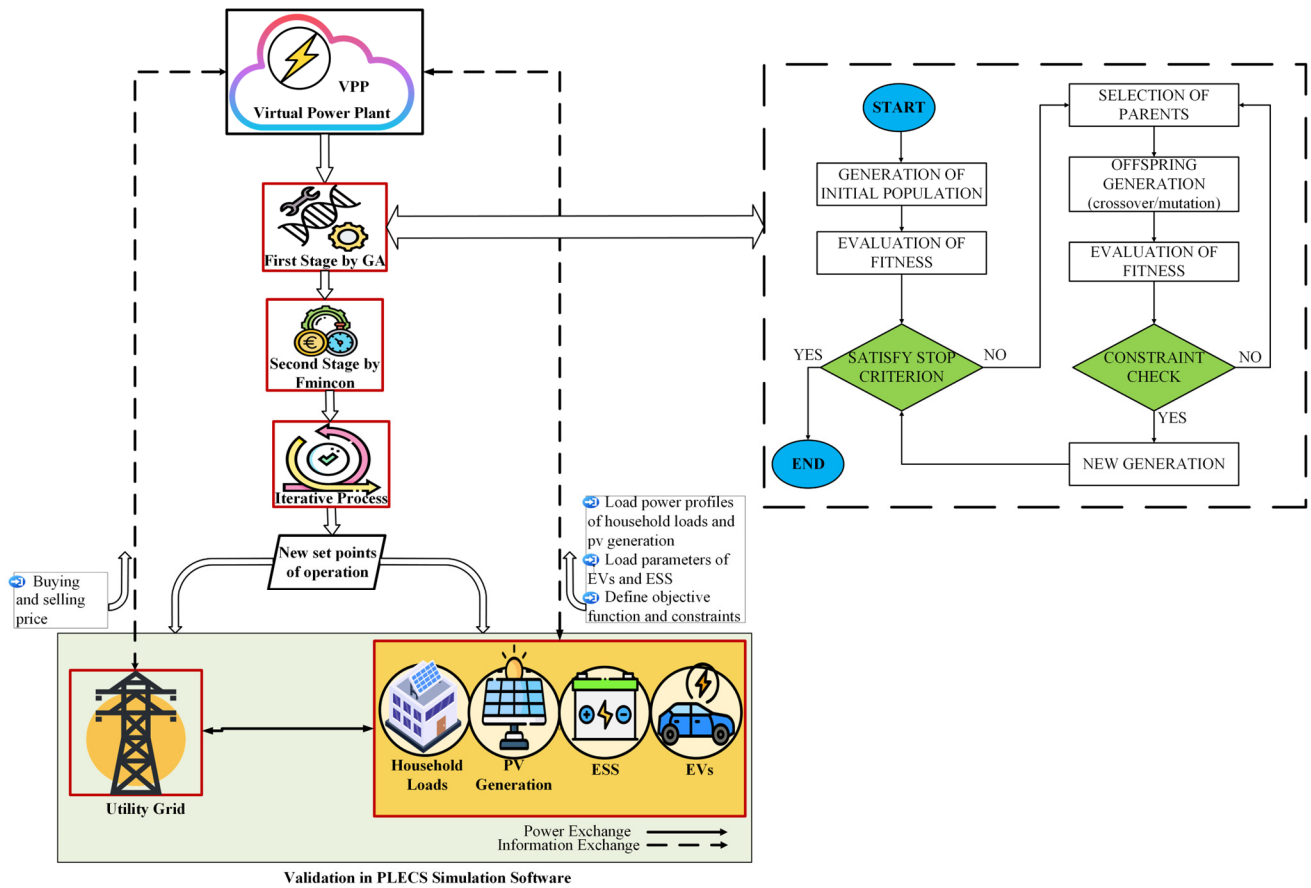 VPP
Virtual Power Plant
First Stage by GA
Second Stage by
Fmincon
Iterative Process
New set points
of operation
Buying
and selling
price
Load power profiles
of household loads and
pv generation
Load parameters of
EVs and ESS
Define objective
function and constraints
Utility Grid
Household
Loads
PV
Generation
ESS
EVs
Power Exchange
Information Exchange
Validation in PLECS Simulation Software
START
GENERATION OF
INITIAL POPULATION
EVALUATION OF
FITNESS
YES
SATISFY STOP
CRITERION
NO
END
SELECTION OF
PARENTS
OFFSPRING
GENERATION
(crossover/mutation)
EVALUATION OF
FITNESS
CONSTRAINT
CHECK
NO
YES
NEW GENERATION